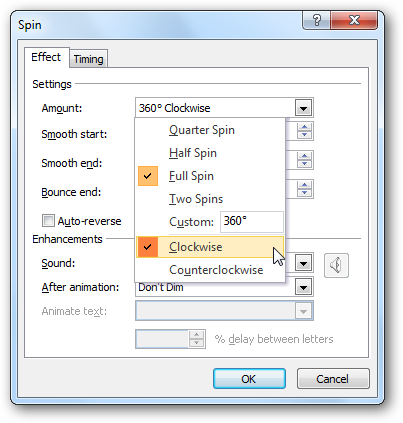 Spin
Effect Timing
Settings
Amount: 360° Clockwise
Smooth start: Quarter Spin
Half Spin
Smooth end: Full Spin
Two Spins
Bounce end:
Custom: 360°
Auto-reverse
Enhancements
Clockwise
Sound: Counterclockwise
After animation: Don't Dim
Animate text:
% delay between letters
OK Cancel